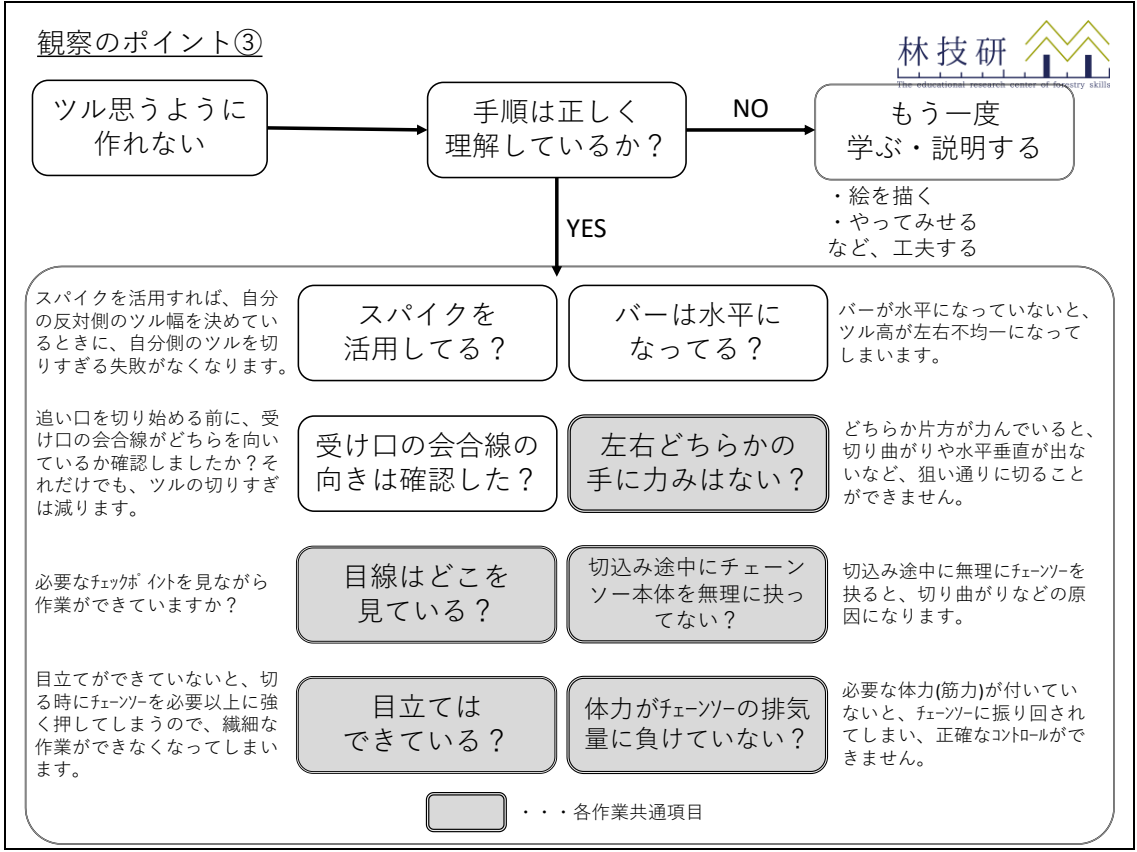 観察のポイント③
林技研
The educational research center of forestry skills
ツル思うように
作れない
手順は正しく
理解しているか？
NO
もう一度
学ぶ・説明する
・絵を描く
・やってみせる
など、工夫する
YES
スパイクを活用すれば、自分
の反対側のツル幅を決めてい
るときに、自分側のツルを切
りすぎる失敗がなくなります。
スパイクを
活用してる？
バーは水平に
なってる？
バーが水平になっていないと、
ツル高が左右不均一になって
しまいます。
追い口を切り始める前に、受
け口の会合線がどちらを向い
ているか確認しましたか？そ
れだけでも、ツルの切りすぎ
は減ります。
受け口の会合線の
向きは確認した？
左右どちらかの
手に力みはない？
どちらか片方が力んでいると、
切り曲がりや水平垂直が出な
いなど、狙い通りに切ること
ができません。
必要なﾁｪｯｸﾎﾟｲﾝﾄを見ながら
作業ができていますか？
目線はどこを
見ている？
切込み途中にチェーン
ソー本体を無理に抉っ
てない？
切込み途中に無理にﾁｪｰﾝｿｰを
抉ると、切り曲がりなどの原
因になります。
目立てができていないと、切
る時にﾁｪｰﾝｿｰを必要以上に強
く押してしまうので、繊細な
作業ができなくなってしまい
ます。
目立ては
できている？
体力がﾁｪｰﾝｿｰの排気
量に負けていない？
必要な体力(筋力)が付いてい
ないと、ﾁｪｰﾝｿｰに振り回され
てしまい、正確なｺﾝﾄﾛｰﾙがで
きません。
・・・各作業共通項目